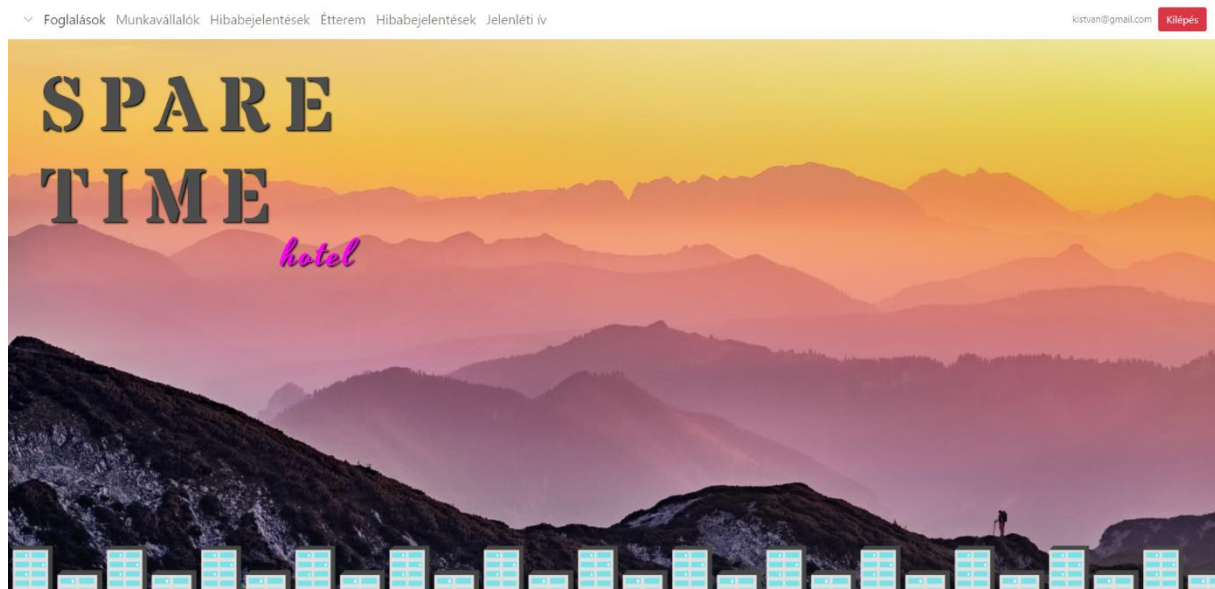 Foglalások Munkavállalók Hibabejelentések Étterem Hibabejelentések Jelenléti ív
kistvan@gmail.com Kilépés
SPARE
TIME
hotel